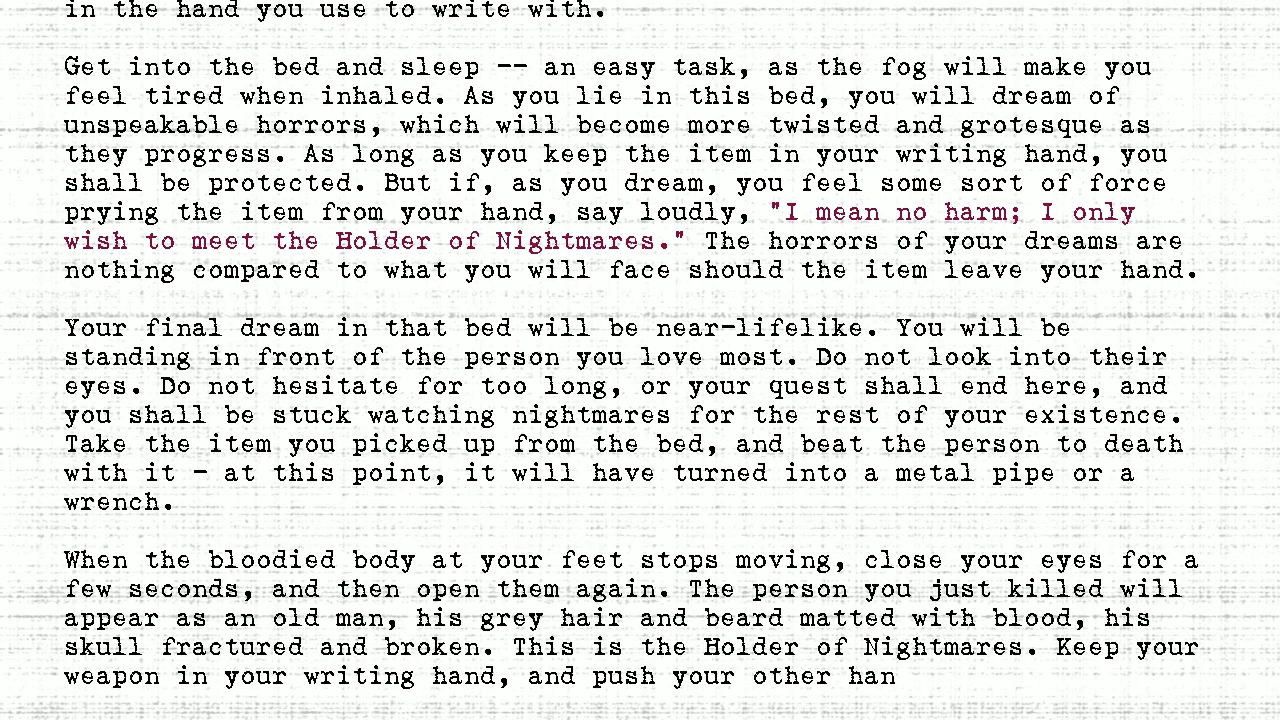 in the hand you use to write with.
Get into the bed and sleep -- an easy task, as the fog will make you
feel tired when inhaled. As you lie in this bed, you will dream of
unspeakable horrors, which will become more twisted and grotesque as
they progress. As long as you keep the item in your writing hand, you
shall be protected. But if, as you dream, you feel some sort of force
prying the item from your hand, say loudly, "I mean no harm; I only
wish to meet the Holder of Nightmares." The horrors of your dreams are
nothing compared to what you will face should the item leave your hand.
Your final dream in that bed will be near-lifelike. You will be
standing in front of the person you love most. Do not look into their
eyes. Do not hesitate for too long, or your quest shall end here, and
you shall be stuck watching nightmares for the rest of your existence.
Take the item you picked up from the bed, and beat the person to death
with it - at this point, it will have turned into a metal pipe or a
wrench.
When the bloodied body at your feet stops moving, close your eyes for a
few seconds, and then open them again. The person you just killed will
appear as an old man, his grey hair and beard matted with blood, his
skull fractured and broken. This is the Holder of Nightmares. Keep your
weapon in your writing hand, and push your other han